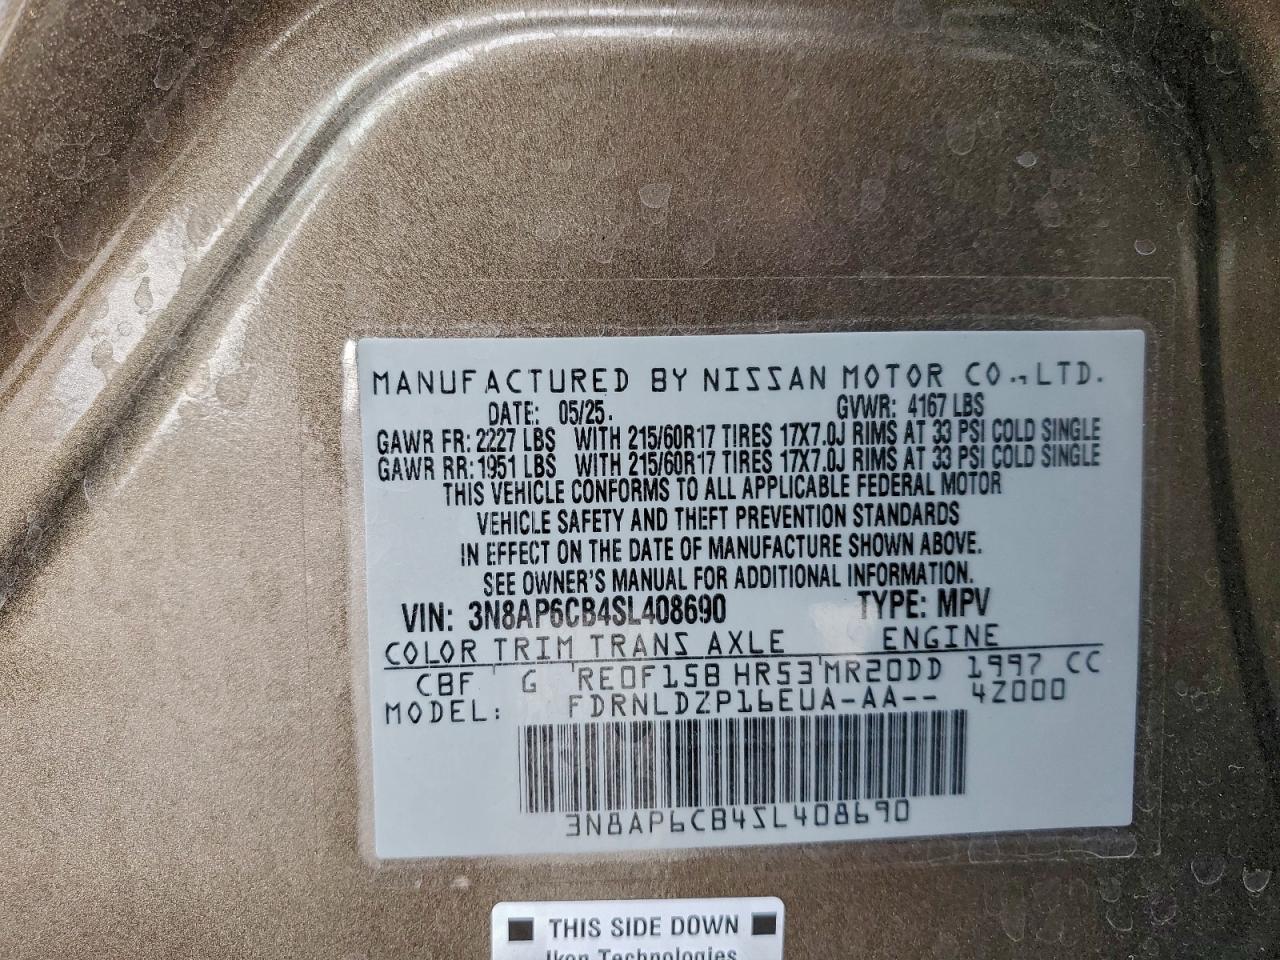 MANUFACTURED BY NISSAN MOTOR CO.,LTD.
DATE: 05/25. GVWR: 4167 LBS
GAWR FR: 2227 LBS WITH 215/60R17 TIRES 17X7.0J RIMS AT 33 PSI COLD SINGLE
GAWR RR: 1951 LBS WITH 215/60R17 TIRES 17X7.0J RIMS AT 33 PSI COLD SINGLE
THIS VEHICLE CONFORMS TO ALL APPLICABLE FEDERAL MOTOR
VEHICLE SAFETY AND THEFT PREVENTION STANDARDS
IN EFFECT ON THE DATE OF MANUFACTURE SHOWN ABOVE.
SEE OWNER'S MANUAL FOR ADDITIONAL INFORMATION.
VIN: 3N8AP6CB4SL408690 TYPE: MPV
COLOR TRIM TRANS AXLE ENGINE
CBF G RE0F15B HR53 MR20DD 1997 CC
MODEL: FDRNLDZP16EUA-AA-- 4Z000
3N8AP6CB4SL408690
THIS SIDE DOWN
Ikon Technologies